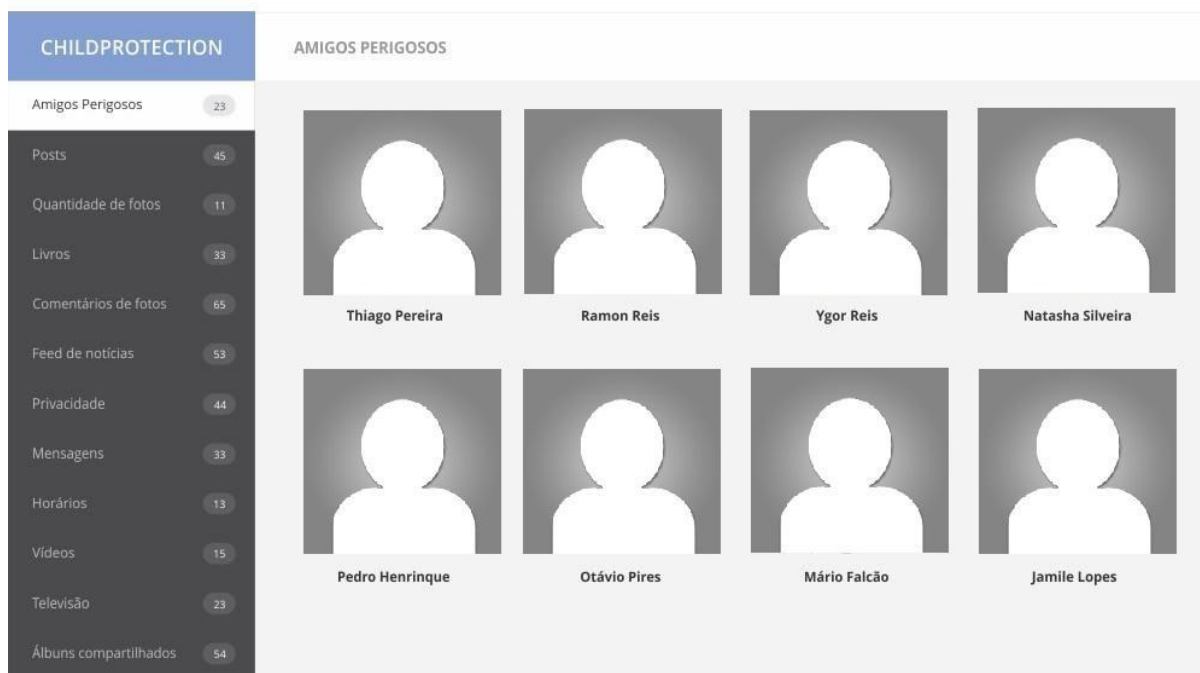 CHILDPROTECTION
AMIGOS PERIGOSOS
Amigos Perigosos 23
Posts 45
Quantidade de fotos 11
Livros 33
Comentários de fotos 65
Feed de notícias 53
Privacidade 44
Mensagens 33
Horários 13
Vídeos 15
Televisão 23
Álbuns compartilhados 54
Thiago Pereira Ramon Reis Ygor Reis Natasha Silveira
Pedro Henrinque Otávio Pires Mário Falcão Jamile Lopes